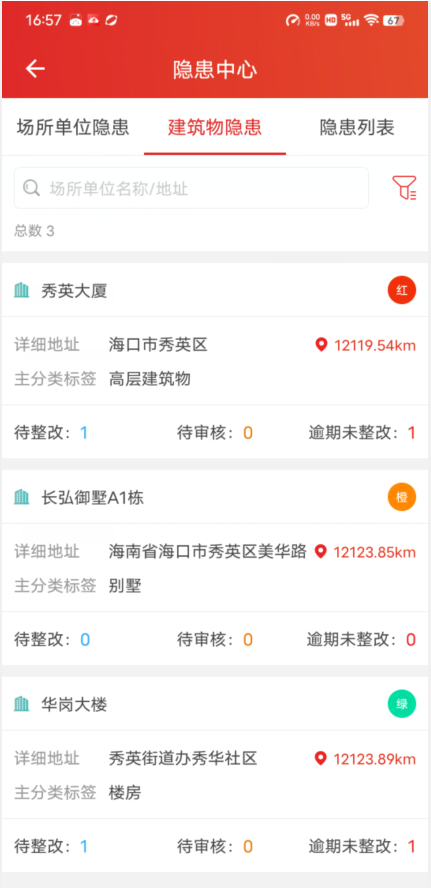 16:57 0.00 KB/s HD 5G 67
隐患中心
场所单位隐患 建筑物隐患 隐患列表
场所单位名称/地址
总数 3
秀英大厦 红
详细地址 海口市秀英区 12119.54km
主分类标签 高层建筑物
待整改：1 待审核：0 逾期未整改：1
长弘御墅A1栋 橙
详细地址 海南省海口市秀英区美华路 12123.85km
主分类标签 别墅
待整改：0 待审核：0 逾期未整改：0
华岗大楼 绿
详细地址 秀英街道办秀华社区 12123.89km
主分类标签 楼房
待整改：1 待审核：0 逾期未整改：1